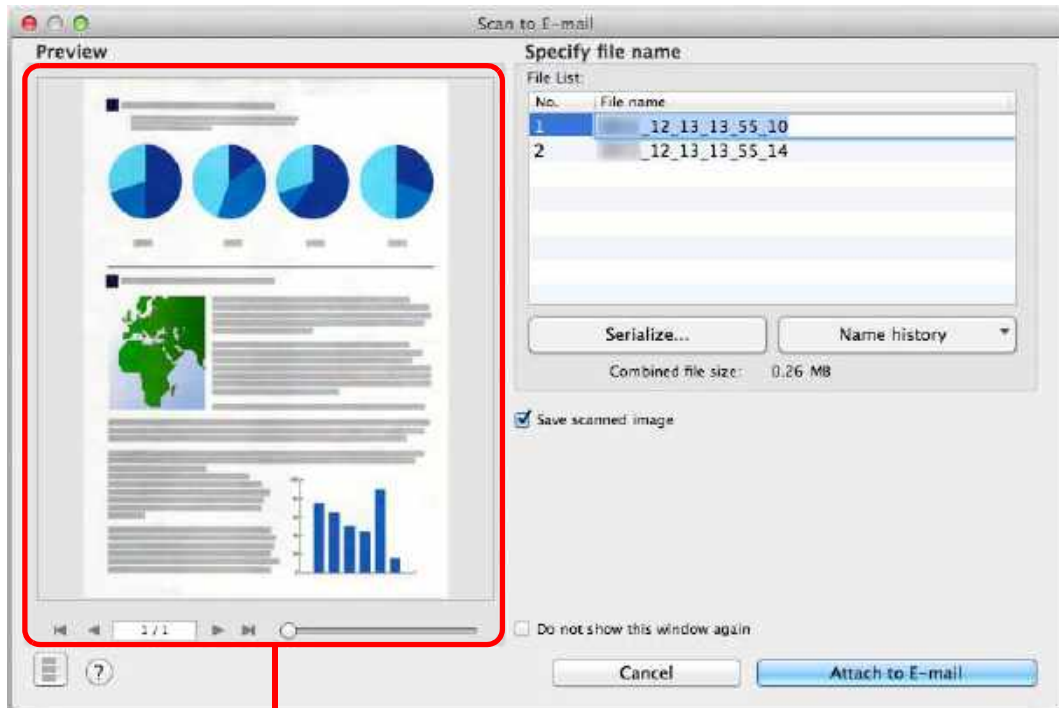 Scan to E-mail
Preview
Specify file name
File List:
No. File name
1 _12_13_13_55_10
2 _12_13_13_55_14
Serialize...
Name history
Combined file size: 0.26 MB
Save scanned image
1/1
Do not show this window again
?
Cancel
Attach to E-mail